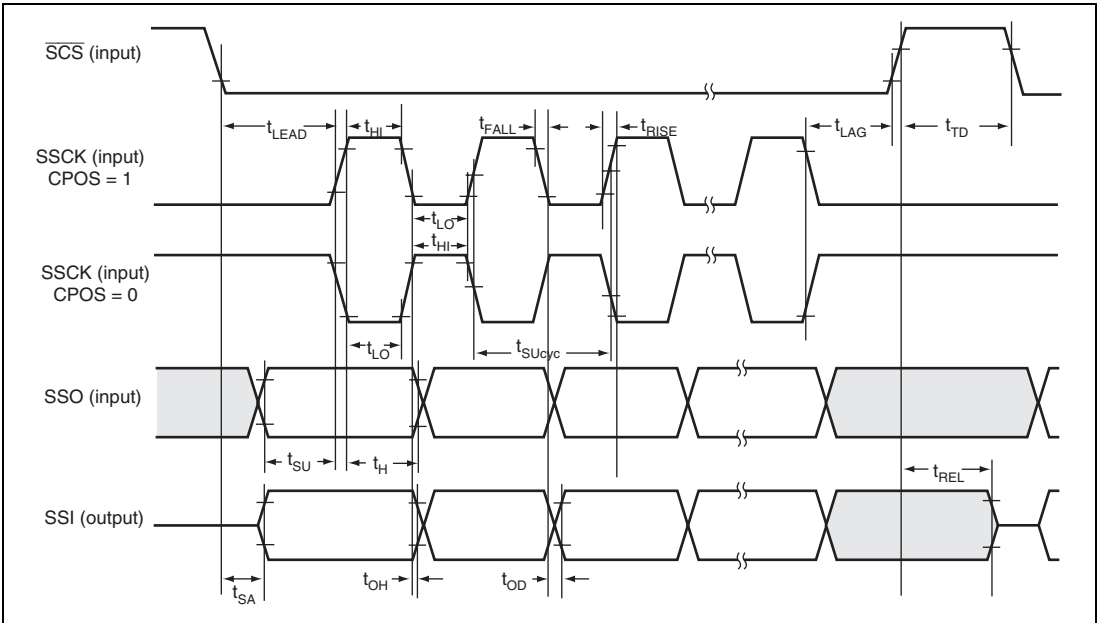 SCS (input)
tLEAD
tHI
tFALL
tRISE
tLAG
tTD
SSCK (input)
CPOS = 1
tLO
tHI
SSCK (input)
CPOS = 0
tLO
tSUcyc
SSO (input)
tSU
tH
tREL
SSI (output)
tSA
tOH
tOD